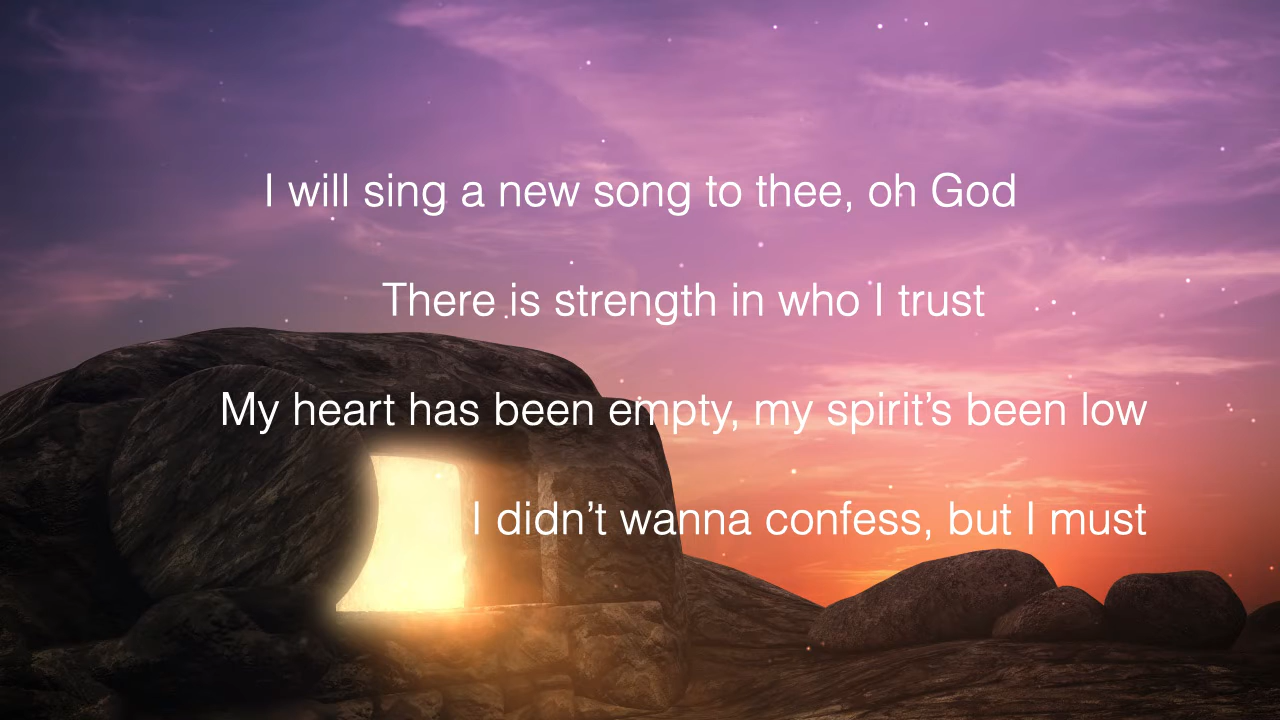 I will sing a new song to thee, oh God
There is strength in who I trust
My heart has been empty, my spirit’s been low
I didn’t wanna confess, but I must